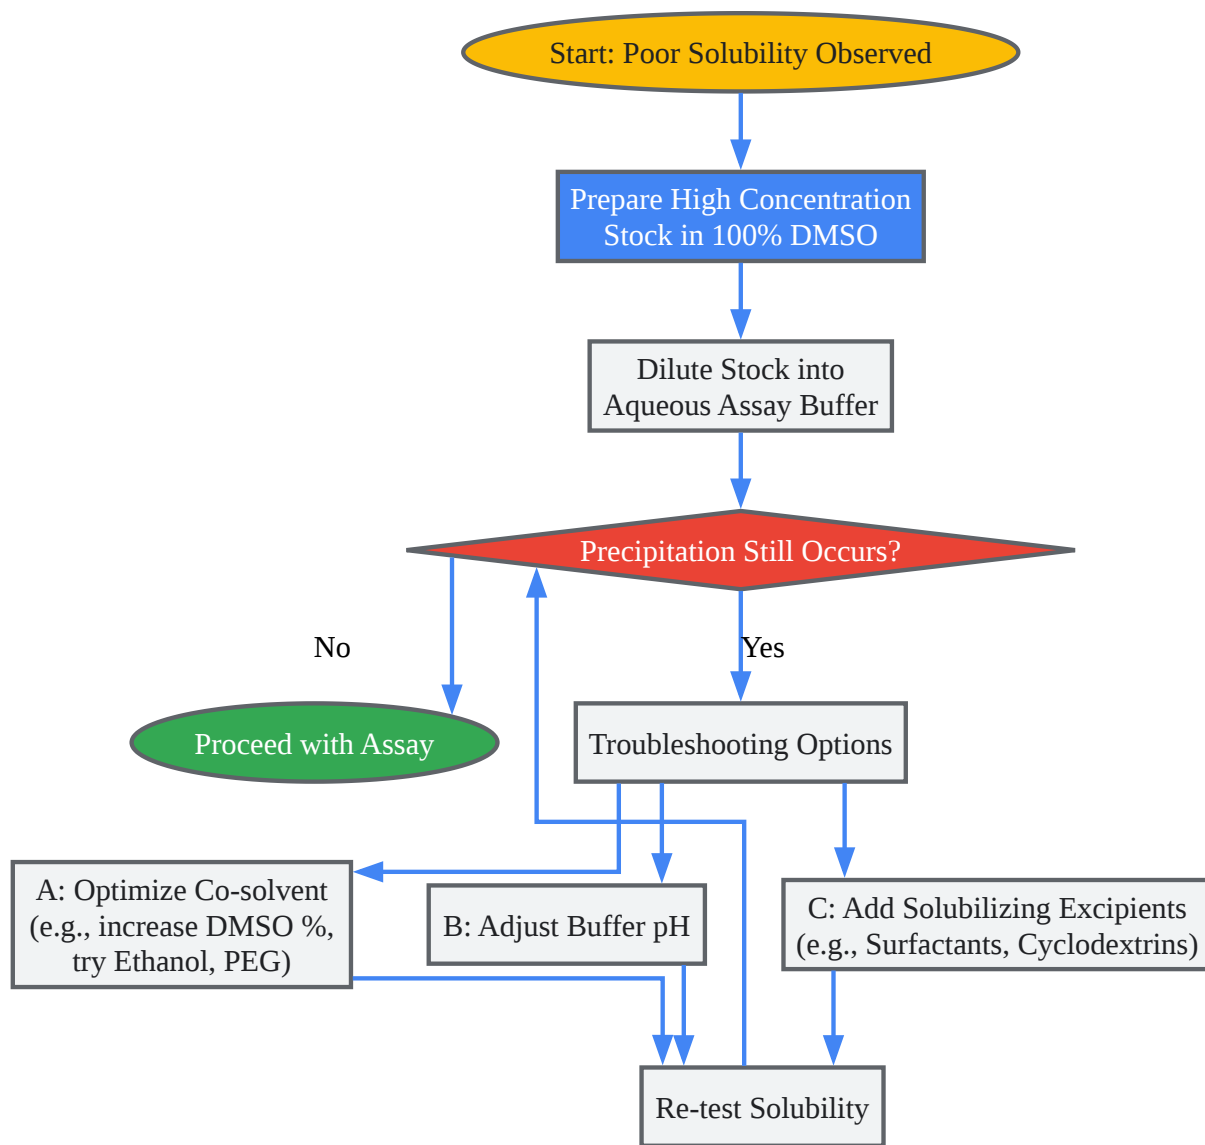 Start: Poor Solubility Observed
Prepare High Concentration
Stock in 100% DMSO
Dilute Stock into
Aqueous Assay Buffer
Precipitation Still Occurs?
No
Yes
Proceed with Assay
Troubleshooting Options
A: Optimize Co-solvent
(e.g., increase DMSO %,
try Ethanol, PEG)
B: Adjust Buffer pH
C: Add Solubilizing Excipients
(e.g., Surfactants, Cyclodextrins)
Re-test Solubility